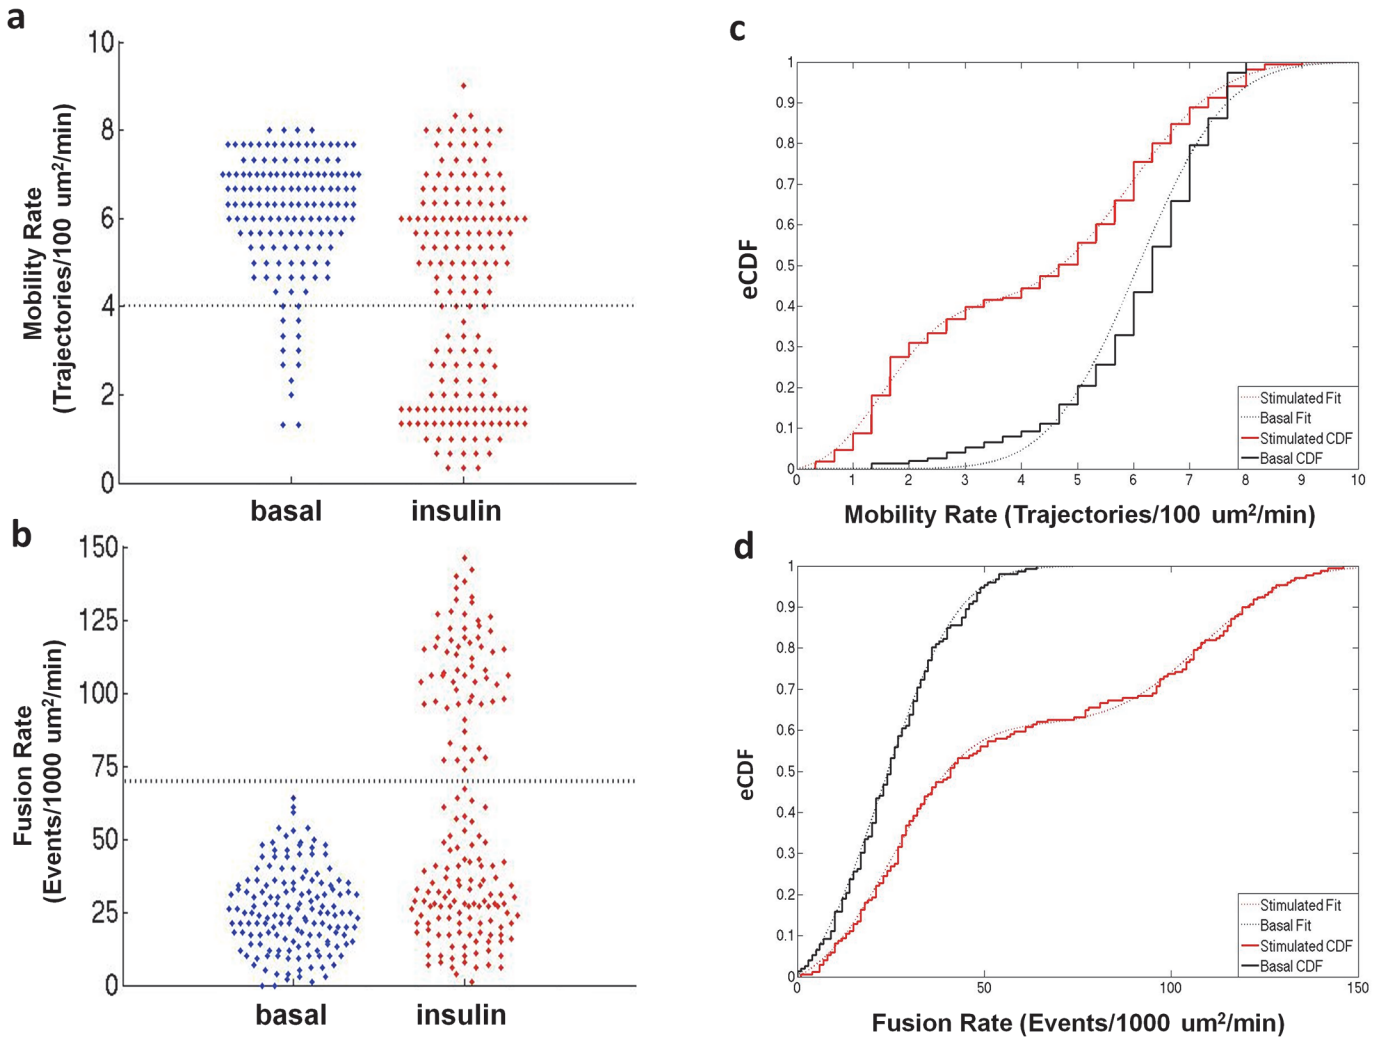 a
10
8
6
4
2
0
Mobility Rate
(Trajectories/100 um²/min)
basal
insulin
b
150
125
100
75
50
25
0
Fusion Rate
(Events/1000 um²/min)
basal
insulin
c
1
0.9
0.8
0.7
0.6
0.5
0.4
0.3
0.2
0.1
0
eCDF
0 1 2 3 4 5 6 7 8 9 10
Stimulated Fit
Basal Fit
Stimulated CDF
Basal CDF
Mobility Rate (Trajectories/100 um²/min)
d
1
0.9
0.8
0.7
0.6
0.5
0.4
0.3
0.2
0.1
0
eCDF
0 50 100 150
Stimulated Fit
Basal Fit
Stimulated CDF
Basal CDF
Fusion Rate (Events/1000 um²/min)